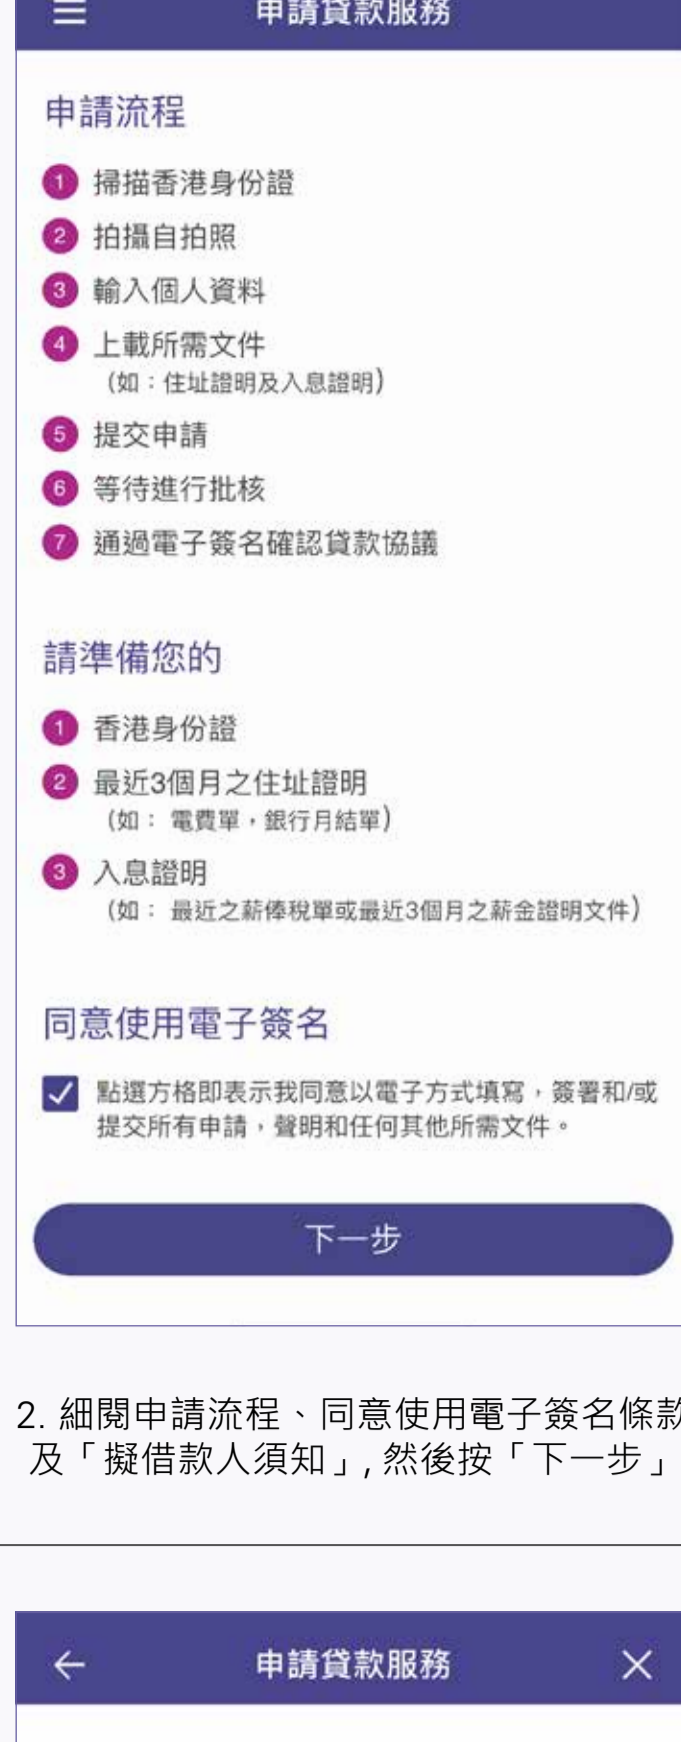 申請貸款服務
申請流程
1 掃描香港身份證
2 拍攝自拍照
3 輸入個人資料
4 上載所需文件
(如：住址證明及入息證明)
5 提交申請
6 等待進行批核
7 通過電子簽名確認貸款協議
請準備您的
1 香港身份證
2 最近3個月之住址證明
(如： 電費單，銀行月結單)
3 入息證明
(如： 最近之薪俸稅單或最近3個月之薪金證明文件)
同意使用電子簽名
點選方格即表示我同意以電子方式填寫，簽署和/或
提交所有申請，聲明和任何其他所需文件。
下一步
2. 細閱申請流程、同意使用電子簽名條款
及「擬借款人須知」, 然後按「下一步」
申請貸款服務